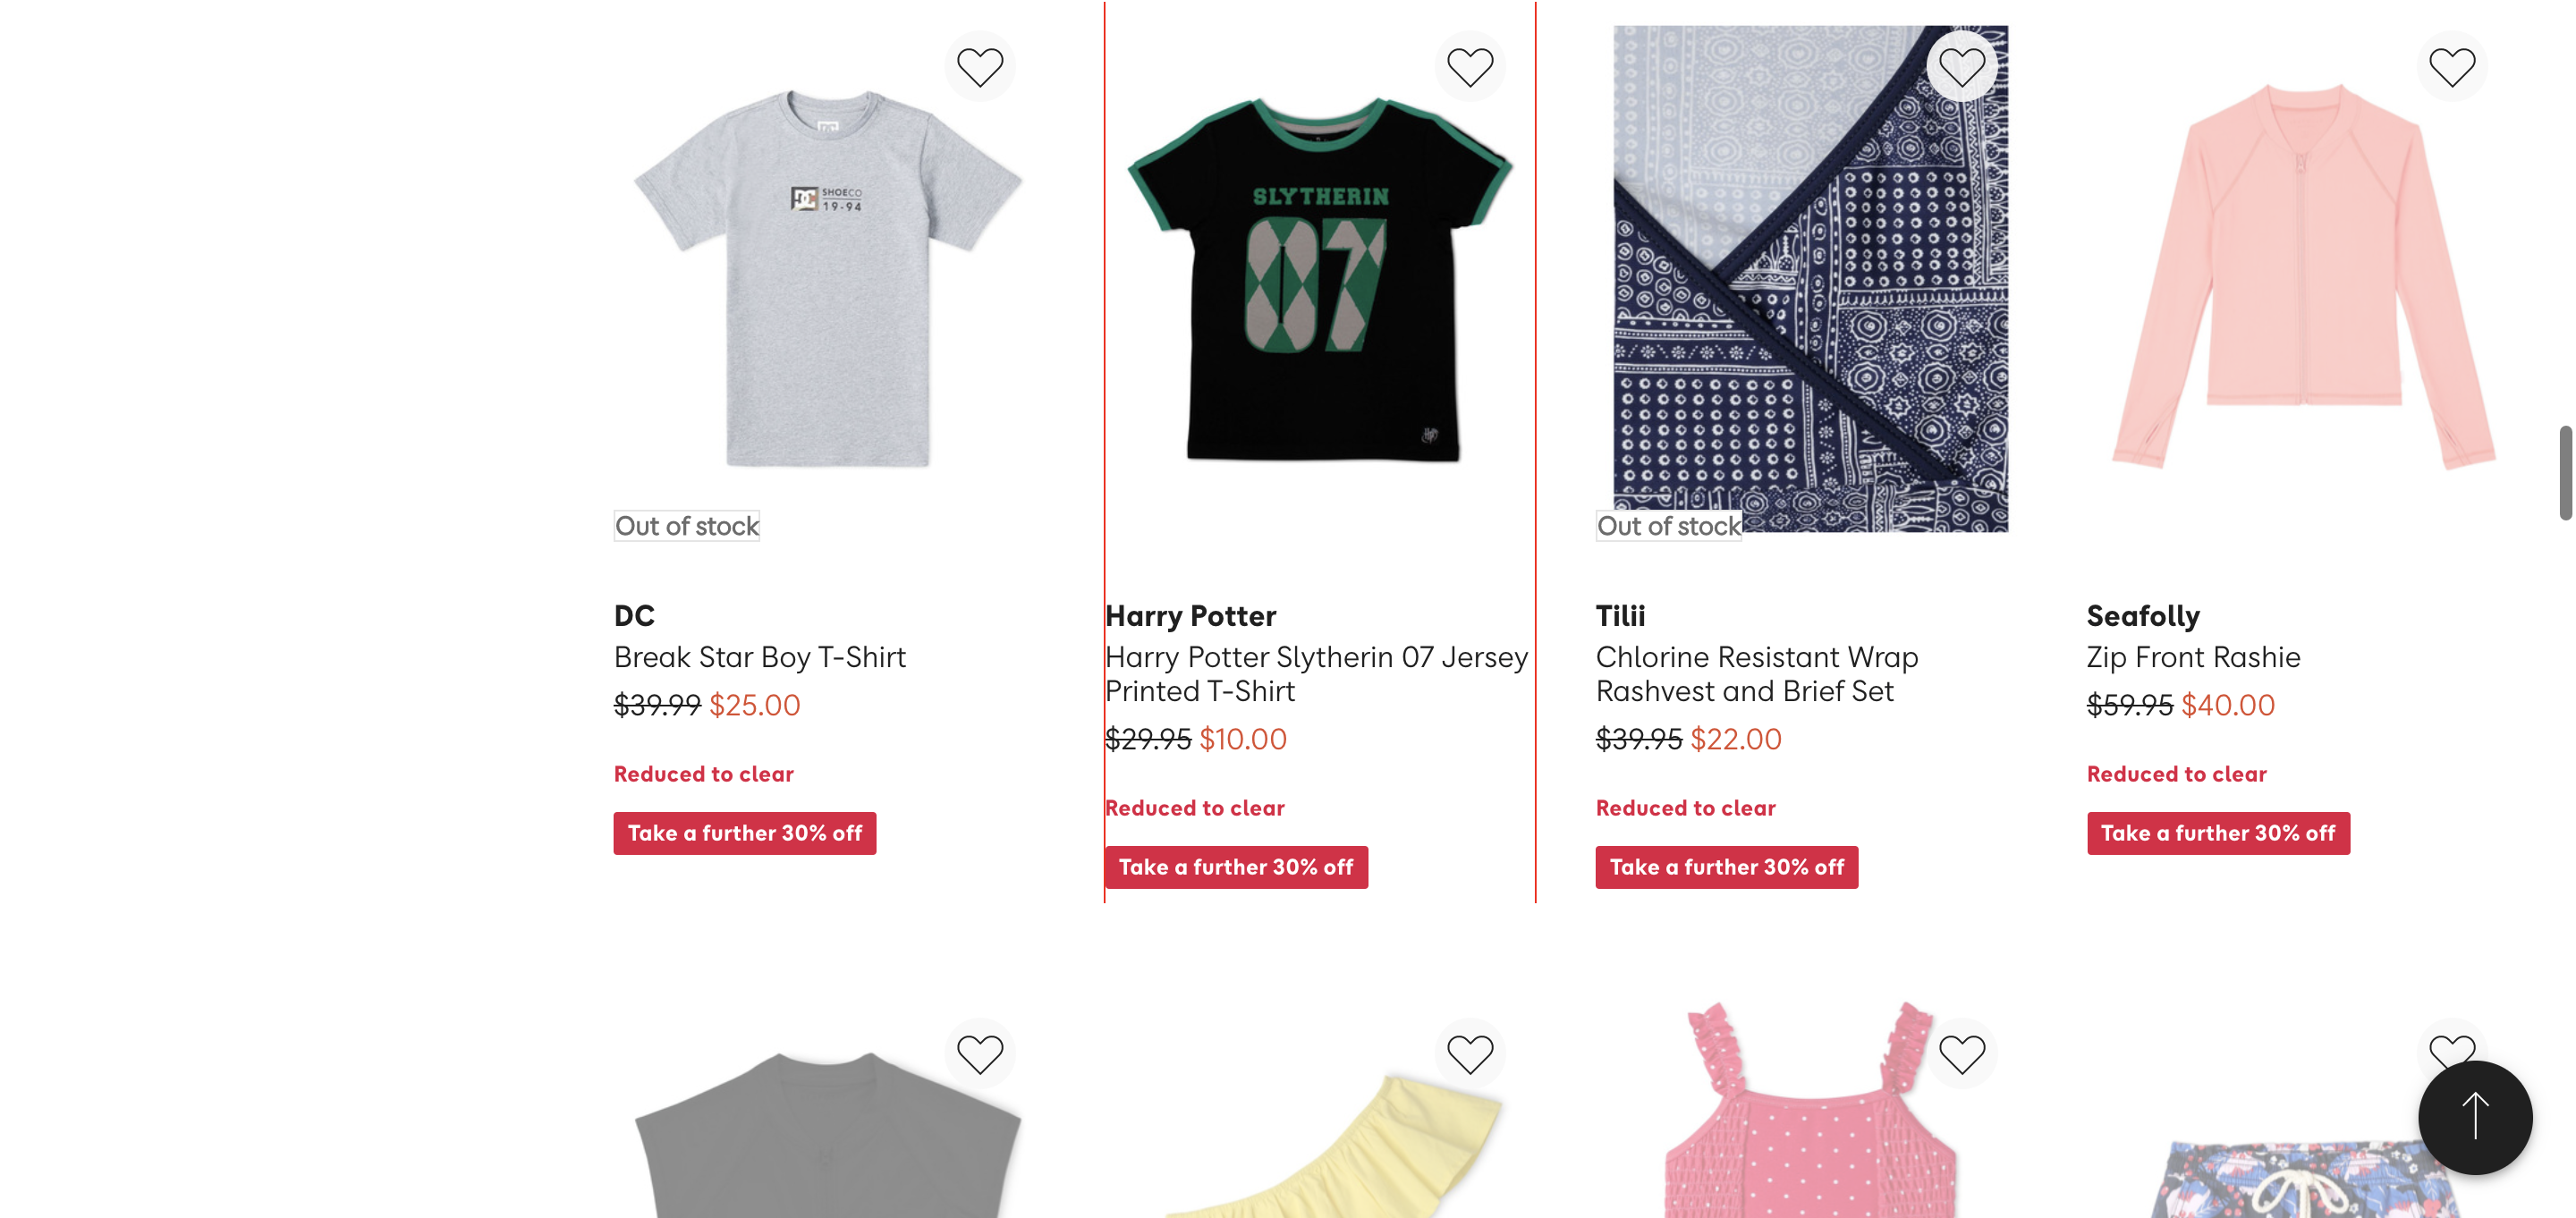 DC
SHOECO
19-94
SLYTHERIN
07
Out of stock
Out of stock
DC
Break Star Boy T-Shirt
$39.99 $25.00
Reduced to clear
Take a further 30% off
Harry Potter
Harry Potter Slytherin 07 Jersey
Printed T-Shirt
$29.95 $10.00
Reduced to clear
Take a further 30% off
Tilii
Chlorine Resistant Wrap
Rashvest and Brief Set
$39.95 $22.00
Reduced to clear
Take a further 30% off
Seafolly
Zip Front Rashie
$59.95 $40.00
Reduced to clear
Take a further 30% off